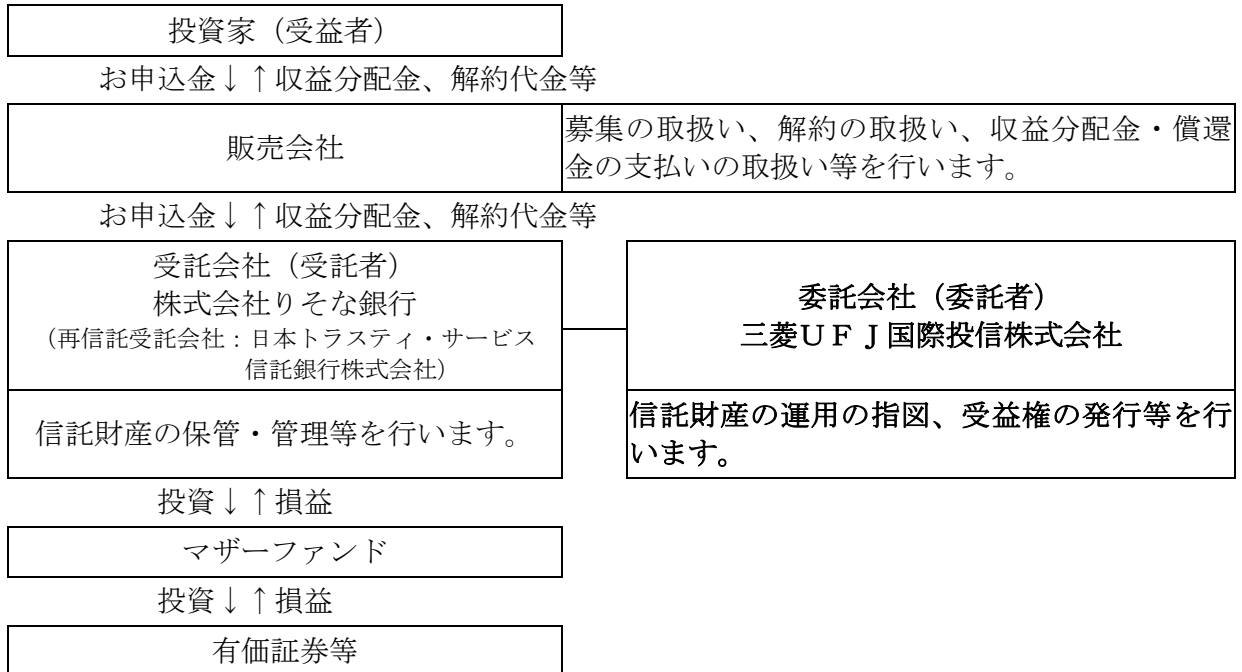 投資家（受益者）
お申込金↓↑収益分配金、解約代金等
販売会社
募集の取扱い、解約の取扱い、収益分配金・償還
金の支払いの取扱い等を行います。
お申込金↓↑収益分配金、解約代金等
受託会社（受託者）
株式会社りそな銀行
（再信託受託会社：日本トラスティ・サービス
信託銀行株式会社）
委託会社（委託者）
三菱ＵＦＪ国際投信株式会社
信託財産の保管・管理等を行います。
信託財産の運用の指図、受益権の発行等を行
います。
投資↓↑損益
マザーファンド
投資↓↑損益
有価証券等